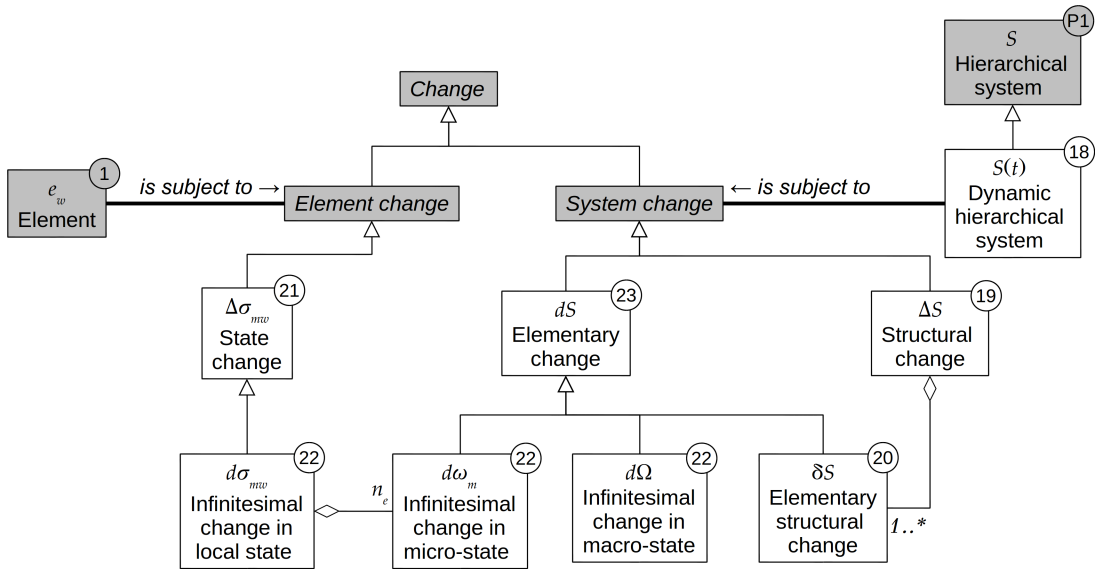 P1
S
Hierarchical
system
Change
18
S(t)
Dynamic
hierarchical
system
1
e_w
Element
is subject to →
Element change
System change
← is subject to
21
Δσ_mw
State
change
23
dS
Elementary
change
19
ΔS
Structural
change
22
dσ_mw
Infinitesimal
change in
local state
n_e
22
dω_m
Infinitesimal
change in
micro-state
22
dΩ
Infinitesimal
change in
macro-state
20
δS
Elementary
structural
change
1..*